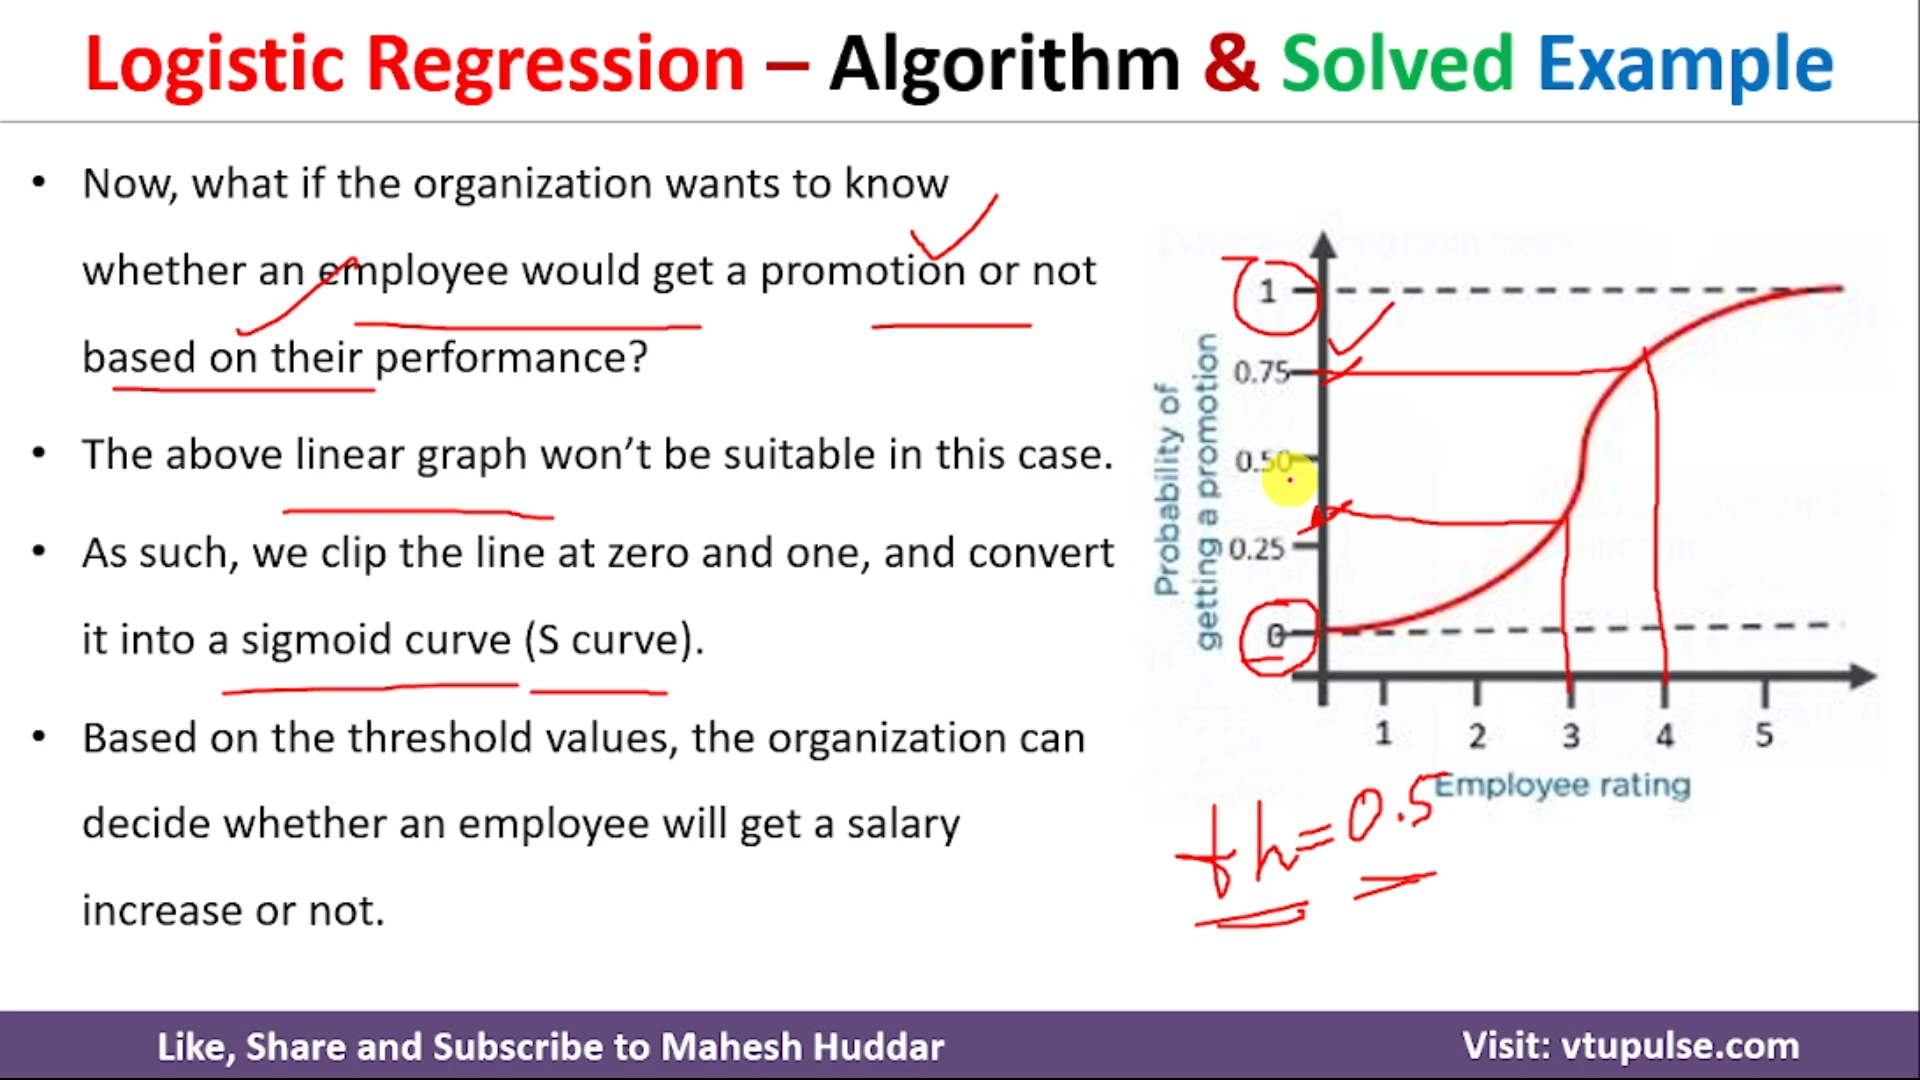 Logistic Regression – Algorithm & Solved Example
• Now, what if the organization wants to know
whether an employee would get a promotion or not
based on their performance?
• The above linear graph won’t be suitable in this case.
• As such, we clip the line at zero and one, and convert
it into a sigmoid curve (S curve).
• Based on the threshold values, the organization can
decide whether an employee will get a salary
increase or not.
Probability of
getting a promotion
1
0.75
0.50
0.25
0
1 2 3 4 5
Employee rating
th = 0.5
Like, Share and Subscribe to Mahesh Huddar
Visit: vtupulse.com